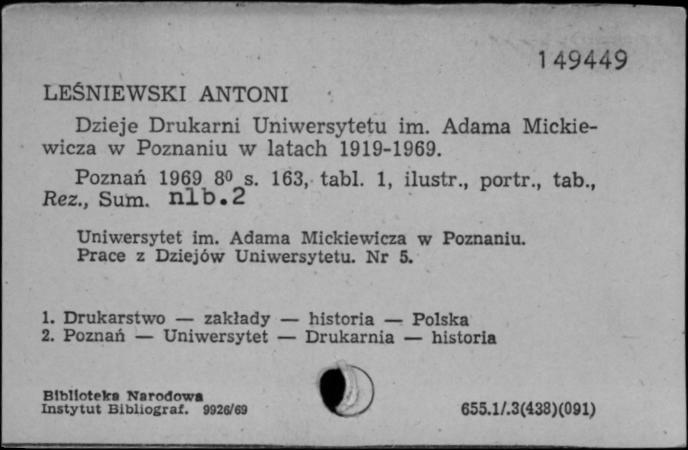 149449
LEŚNIEWSKI ANTONI
Dzieje Drukarni Uniwersytetu im. Adama Mickie-
wicza w Poznaniu w latach 1919-1969.
Poznań 1969 8⁰ s. 163, tabl. 1, ilustr., portr., tab.,
Rez., Sum. nlb.2
Uniwersytet im. Adama Mickiewicza w Poznaniu.
Prace z Dziejów Uniwersytetu. Nr 5.
1. Drukarstwo — zakłady — historia — Polska
2. Poznań — Uniwersytet — Drukarnia — historia
Biblioteka Narodowa
Instytut Bibliograf. 9926/69
655.1/.3(438)(091)